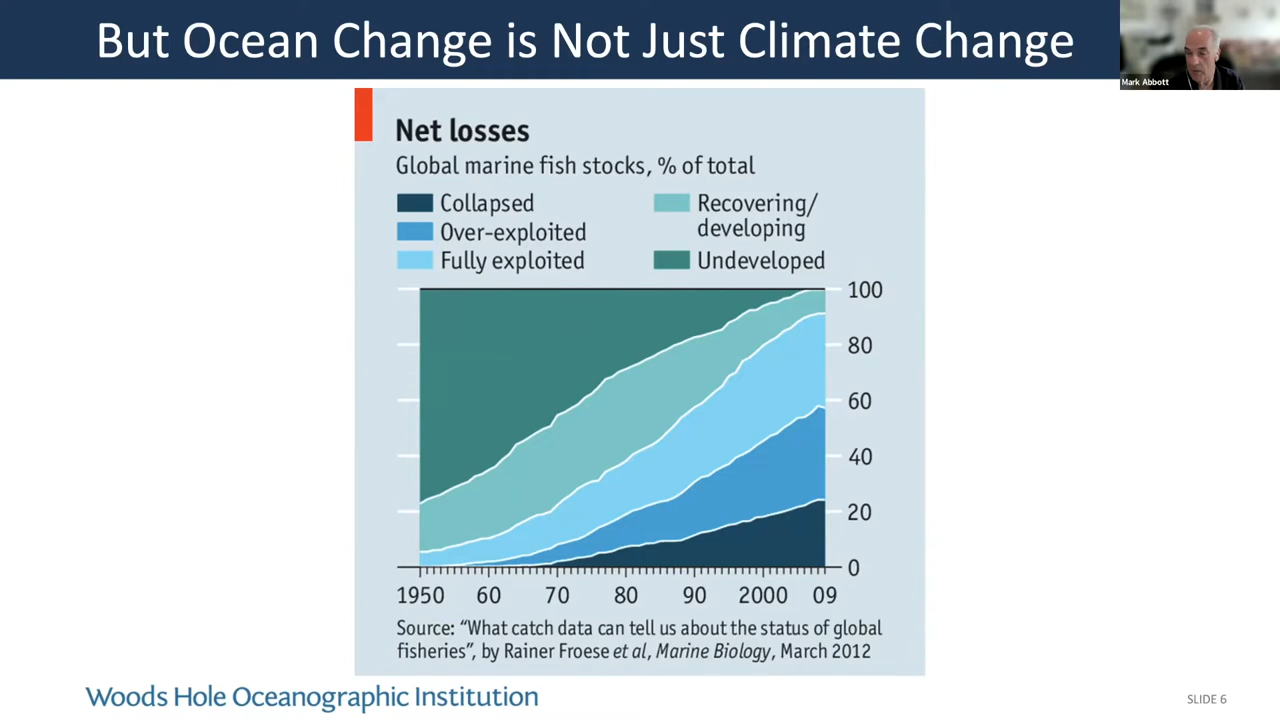 But Ocean Change is Not Just Climate Change
Mark Abbott
Net losses
Global marine fish stocks, % of total
Collapsed
Over-exploited
Fully exploited
Recovering/
developing
Undeveloped
100
80
60
40
20
0
1950 60 70 80 90 2000 09
Source: “What catch data can tell us about the status of global
fisheries”, by Rainer Froese et al, Marine Biology, March 2012
Woods Hole Oceanographic Institution
SLIDE 6